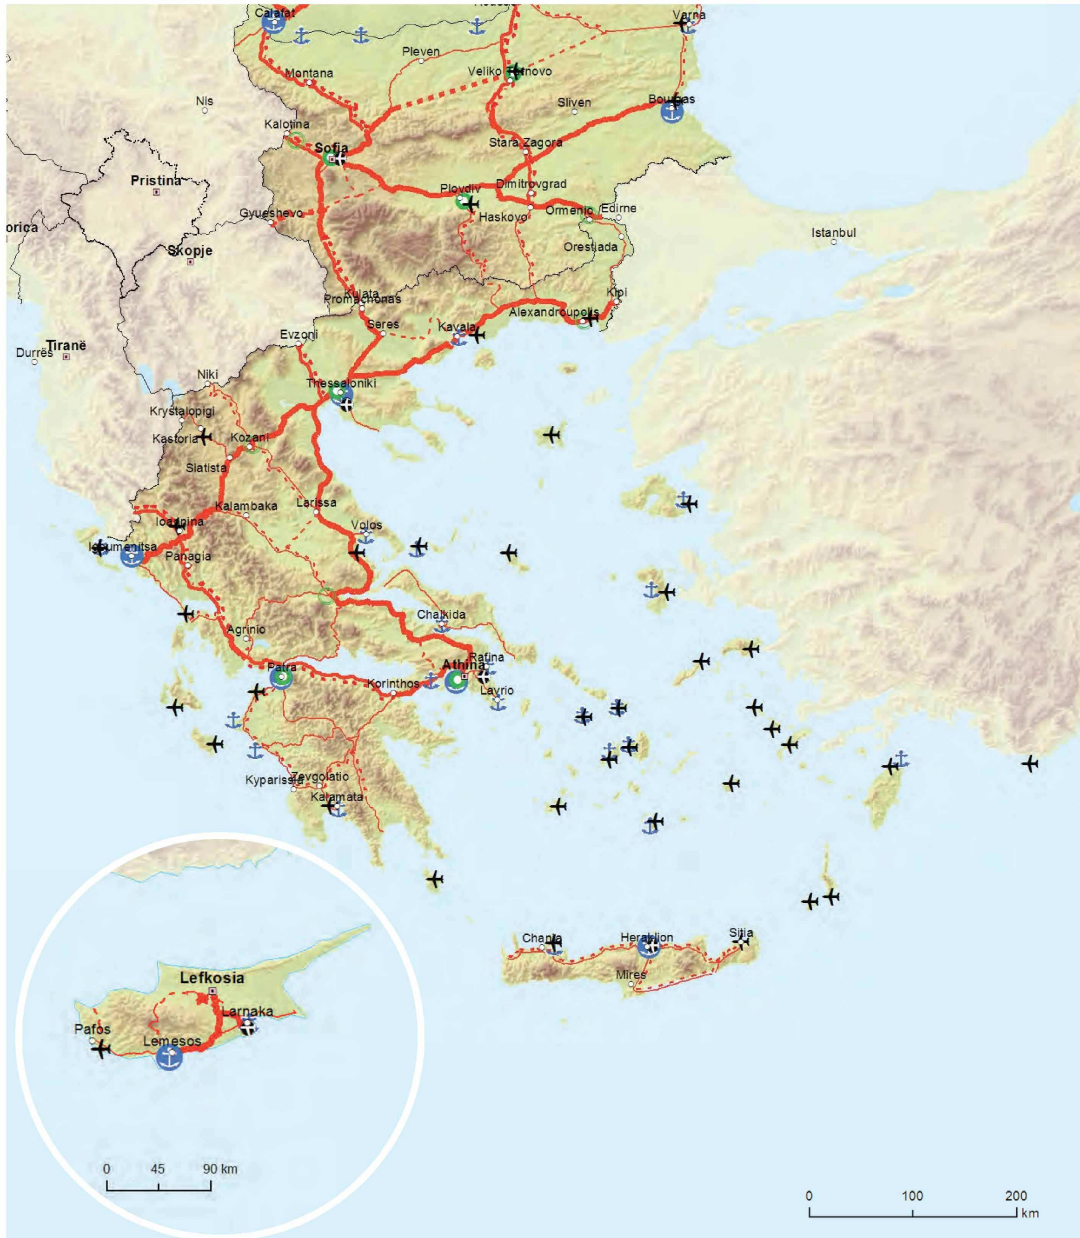 Calafat
Varna
Pleven
Montana
Veliko Tarnovo
Nis
Sliven
Bourgas
Kalotina
Sofia
Stara Zagora
Pristina
Plovdiv
Dimitrovgrad
Gyueshevo
Haskovo
Ormenio
Edirne
orica
Istanbul
Skopje
Orestiada
Kulata
Promachonas
Kipi
Alexandroupolis
Seres
Kavala
Evzoni
Tiranë
Durrës
Niki
Thessaloniki
Krystalopigi
Kastoria
Kozani
Siatista
Kalambaka
Larissa
Ioannina
Volos
Igoumenitsa
Panagia
Chalkida
Agrinio
Rafina
Athina
Patra
Korinthos
Lavrio
Kyparissia
Zevgolatio
Kalamata
Chania
Heraklion
Sitia
Mires
Lefkosia
Larnaka
Pafos
Lemesos
0 45 90 km
0 100 200
km